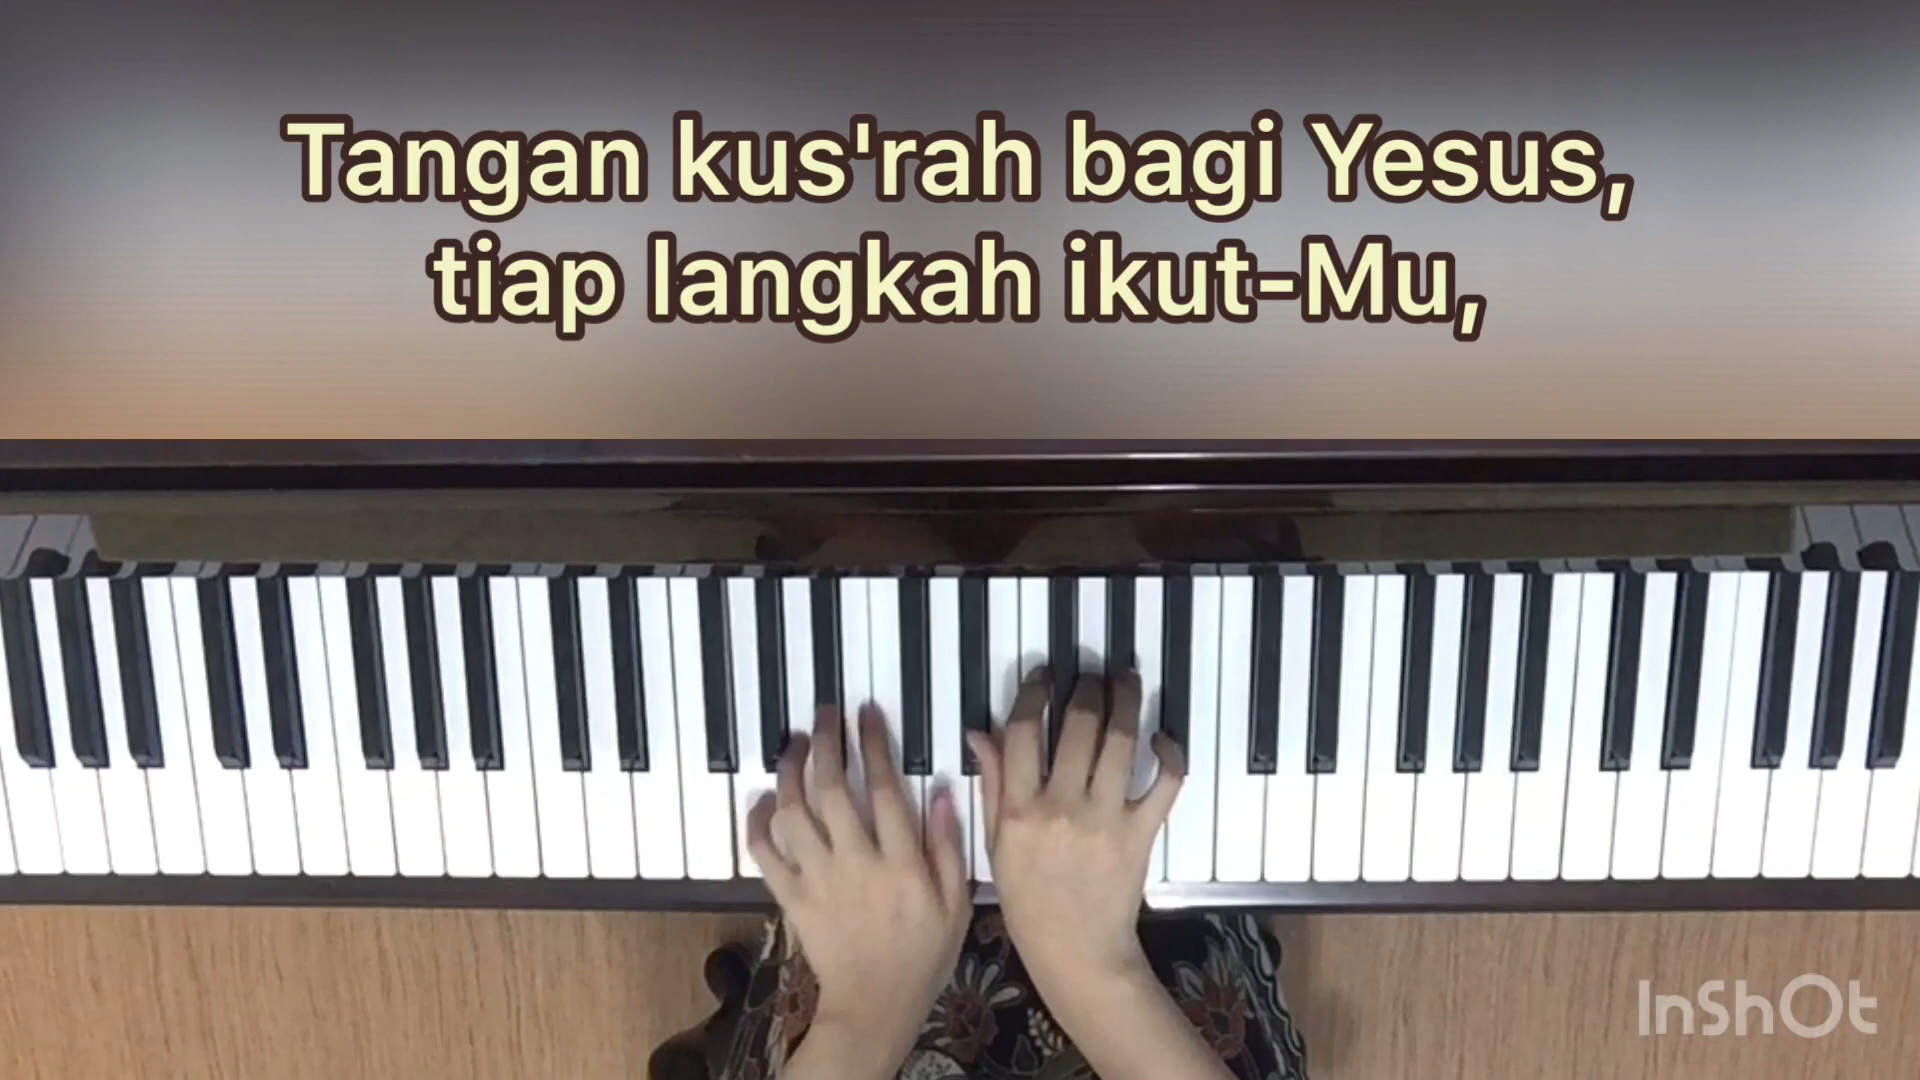 Tangan kus'rah bagi Yesus,
tiap langkah ikut-Mu,
InShOt